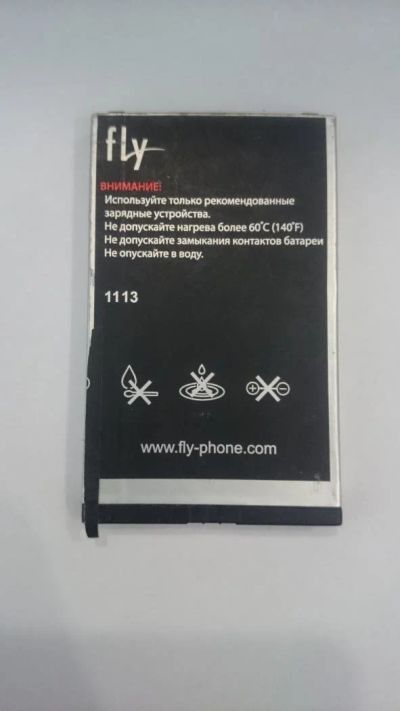 fly
ВНИМАНИЕ!
Используйте только рекомендованные
зарядные устройства.
Не допускайте нагрева более 60°C (140°F)
Не допускайте замыкания контактов батареи
Не опускайте в воду.
1113
www.fly-phone.com